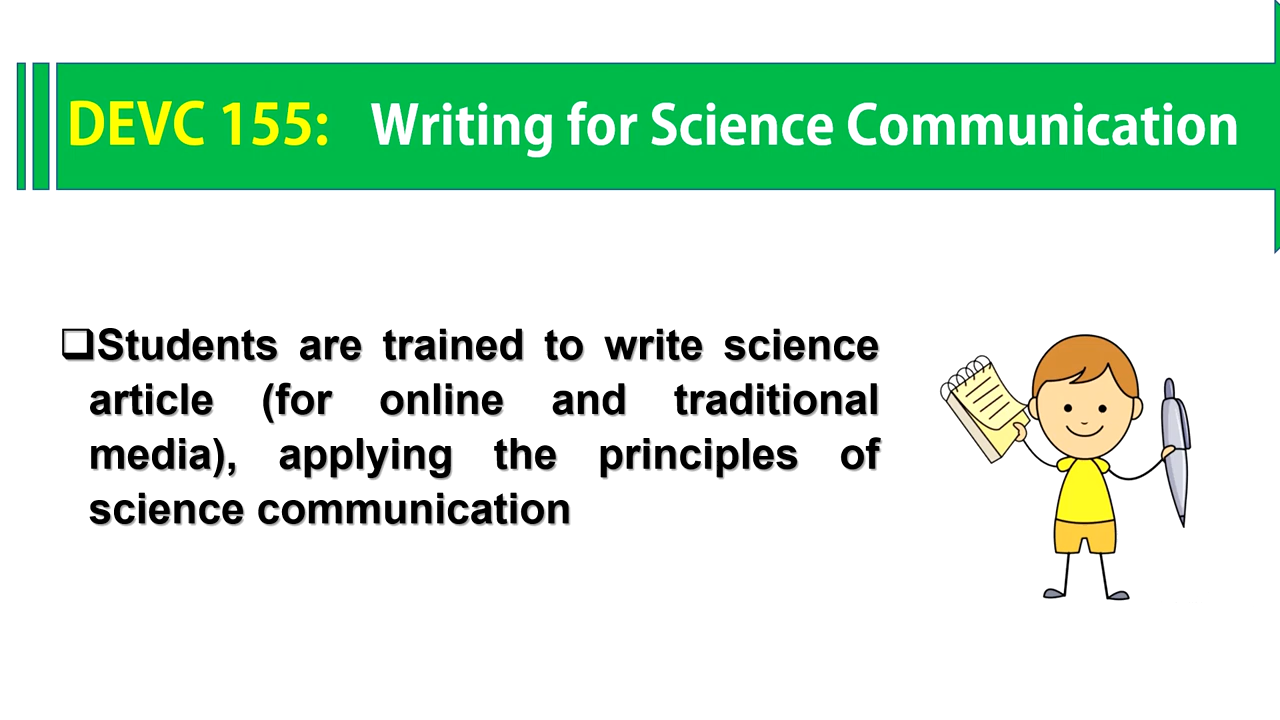 DEVC 155: Writing for Science Communication
❑Students are trained to write science
article (for online and traditional
media), applying the principles of
science communication